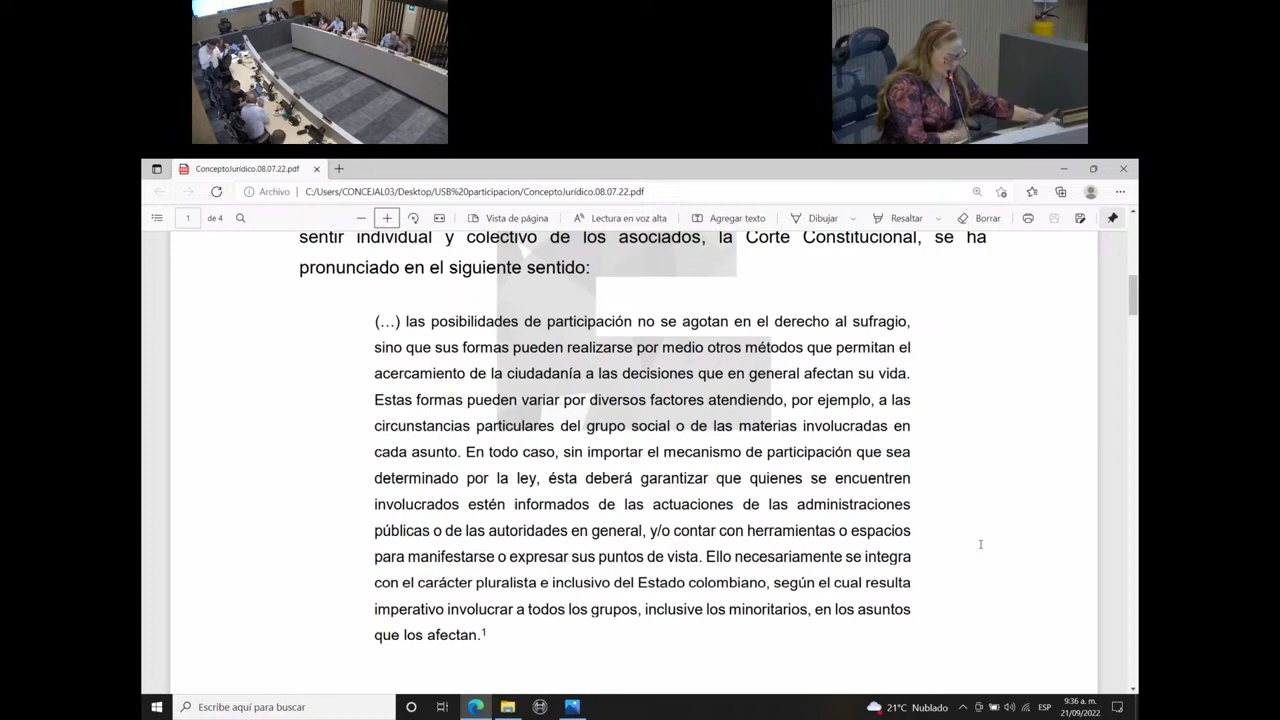 ConceptoJurídico.08.07.22.pdf
Archivo
C:/Users/CONCEJAL03/Desktop/USB%20participacion/ConceptoJurídico.08.07.22.pdf
1 de 4
Vista de página
Lectura en voz alta
Agregar texto
Dibujar
Resaltar
Borrar
sentir individual y colectivo de los asociados, la Corte Constitucional, se ha
pronunciado en el siguiente sentido:
(…) las posibilidades de participación no se agotan en el derecho al sufragio,
sino que sus formas pueden realizarse por medio otros métodos que permitan el
acercamiento de la ciudadanía a las decisiones que en general afectan su vida.
Estas formas pueden variar por diversos factores atendiendo, por ejemplo, a las
circunstancias particulares del grupo social o de las materias involucradas en
cada asunto. En todo caso, sin importar el mecanismo de participación que sea
determinado por la ley, ésta deberá garantizar que quienes se encuentren
involucrados estén informados de las actuaciones de las administraciones
públicas o de las autoridades en general, y/o contar con herramientas o espacios
para manifestarse o expresar sus puntos de vista. Ello necesariamente se integra
con el carácter pluralista e inclusivo del Estado colombiano, según el cual resulta
imperativo involucrar a todos los grupos, inclusive los minoritarios, en los asuntos
que los afectan.¹
Escribe aquí para buscar
21°C Nublado
ESP
9:36 a. m.
21/09/2022